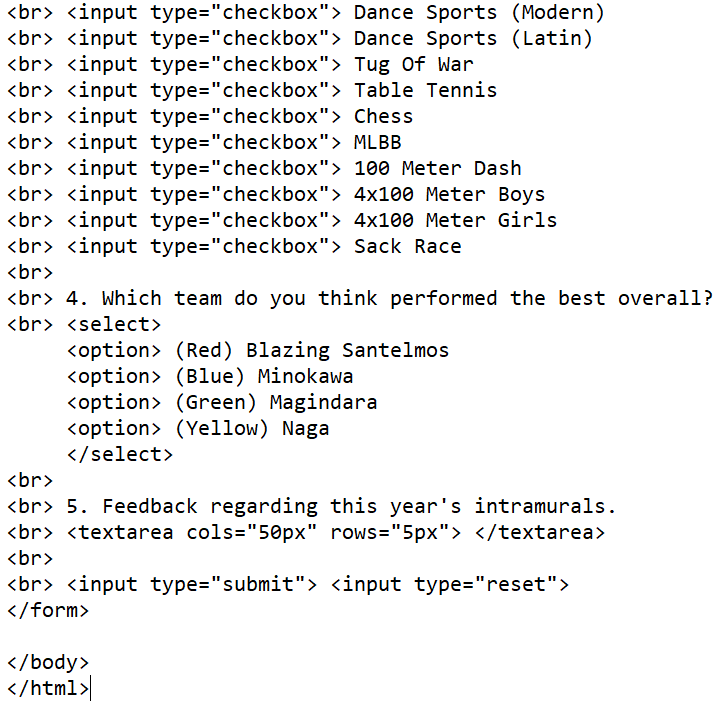 <br> <input type="checkbox"> Dance Sports (Modern)
<br> <input type="checkbox"> Dance Sports (Latin)
<br> <input type="checkbox"> Tug Of War
<br> <input type="checkbox"> Table Tennis
<br> <input type="checkbox"> Chess
<br> <input type="checkbox"> MLBB
<br> <input type="checkbox"> 100 Meter Dash
<br> <input type="checkbox"> 4x100 Meter Boys
<br> <input type="checkbox"> 4x100 Meter Girls
<br> <input type="checkbox"> Sack Race
<br>
<br> 4. Which team do you think performed the best overall?
<br> <select>
     <option> (Red) Blazing Santelmos
     <option> (Blue) Minokawa
     <option> (Green) Magindara
     <option> (Yellow) Naga
     </select>
<br>
<br> 5. Feedback regarding this year's intramurals.
<br> <textarea cols="50px" rows="5px"> </textarea>
<br>
<br> <input type="submit"> <input type="reset">
</form>

</body>
</html>